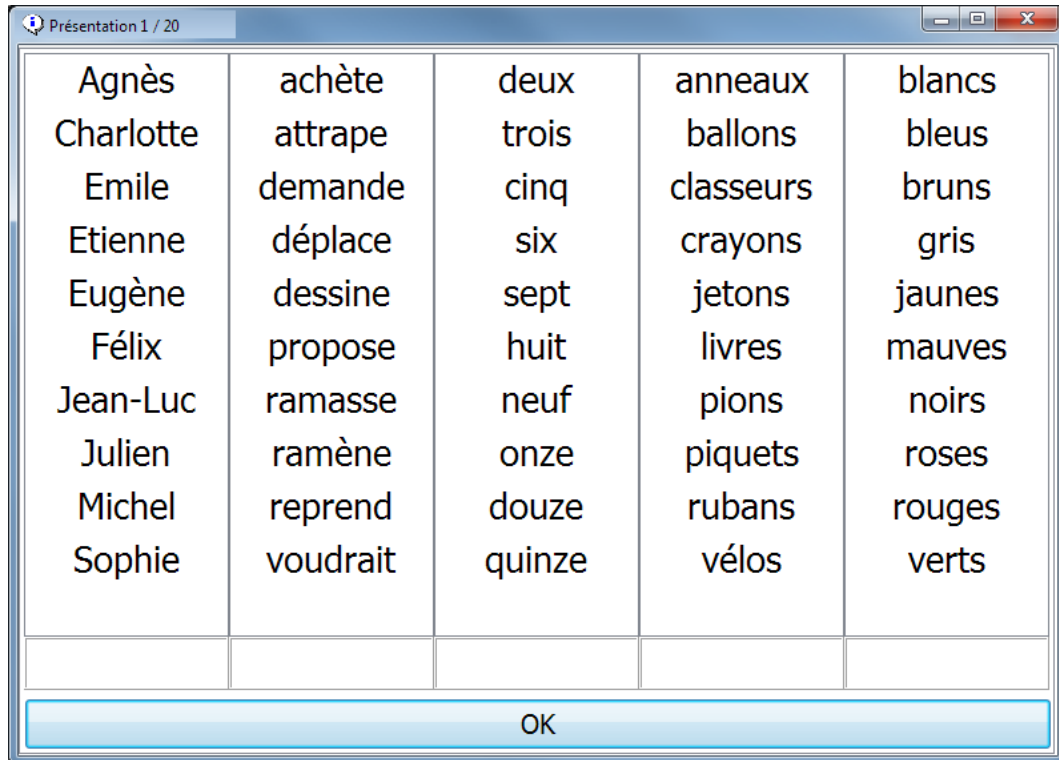 Présentation 1 / 20
Agnès achète deux anneaux blancs
Charlotte attrape trois ballons bleus
Emile demande cinq classeurs bruns
Etienne déplace six crayons gris
Eugène dessine sept jetons jaunes
Félix propose huit livres mauves
Jean-Luc ramasse neuf pions noirs
Julien ramène onze piquets roses
Michel reprend douze rubans rouges
Sophie voudrait quinze vélos verts
OK